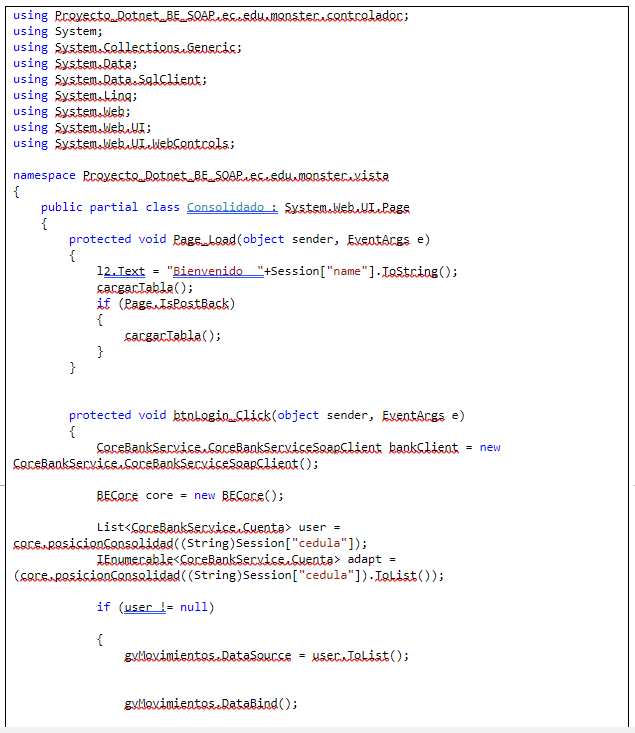 using Proyecto_Dotnet_BE_SOAP.ec.edu.monster.controlador;
using System;
using System.Collections.Generic;
using System.Data;
using System.Data.SqlClient;
using System.Linq;
using System.Web;
using System.Web.UI;
using System.Web.UI.WebControls;

namespace Proyecto_Dotnet_BE_SOAP.ec.edu.monster.vista
{
    public partial class Consolidado : System.Web.UI.Page
    {
        protected void Page_Load(object sender, EventArgs e)
        {
            l2.Text = "Bienvenido  "+Session["name"].ToString();
            cargarTabla();
            if (Page.IsPostBack)
            {
                cargarTabla();
            }
        }

        protected void btnLogin_Click(object sender, EventArgs e)
        {
            CoreBankService.CoreBankServiceSoapClient bankClient = new
CoreBankService.CoreBankServiceSoapClient();

            BECore core = new BECore();

            List<CoreBankService.Cuenta> user =
core.posicionConsolidad((String)Session["cedula"]);
            IEnumerable<CoreBankService.Cuenta> adapt =
(core.posicionConsolidad((String)Session["cedula"]).ToList());

            if (user != null)

            {
                gvMovimientos.DataSource = user.ToList();

                gvMovimientos.DataBind();